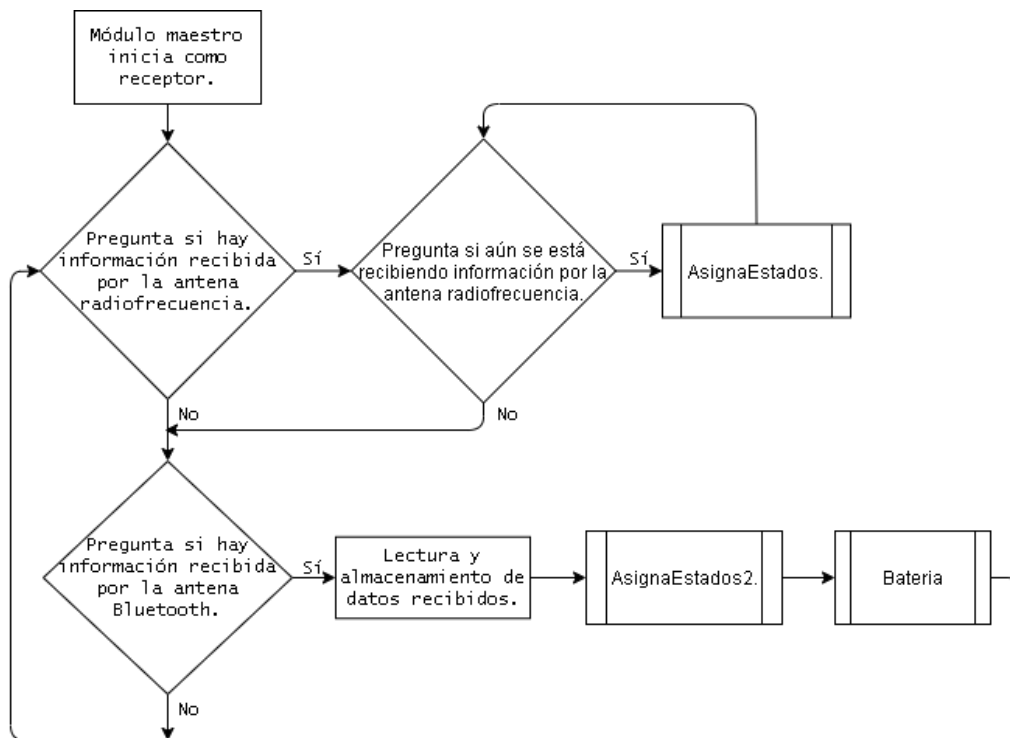 Módulo maestro
inicia como
receptor.
Pregunta si hay
información recibida
por la antena
radiofrecuencia.
Sí
Pregunta si aún se está
recibiendo información por la
antena radiofrecuencia.
Sí
AsignaEstados.
No
No
Pregunta si hay
información recibida
por la antena
Bluetooth.
Sí
Lectura y
almacenamiento de
datos recibidos.
AsignaEstados2.
Bateria
No